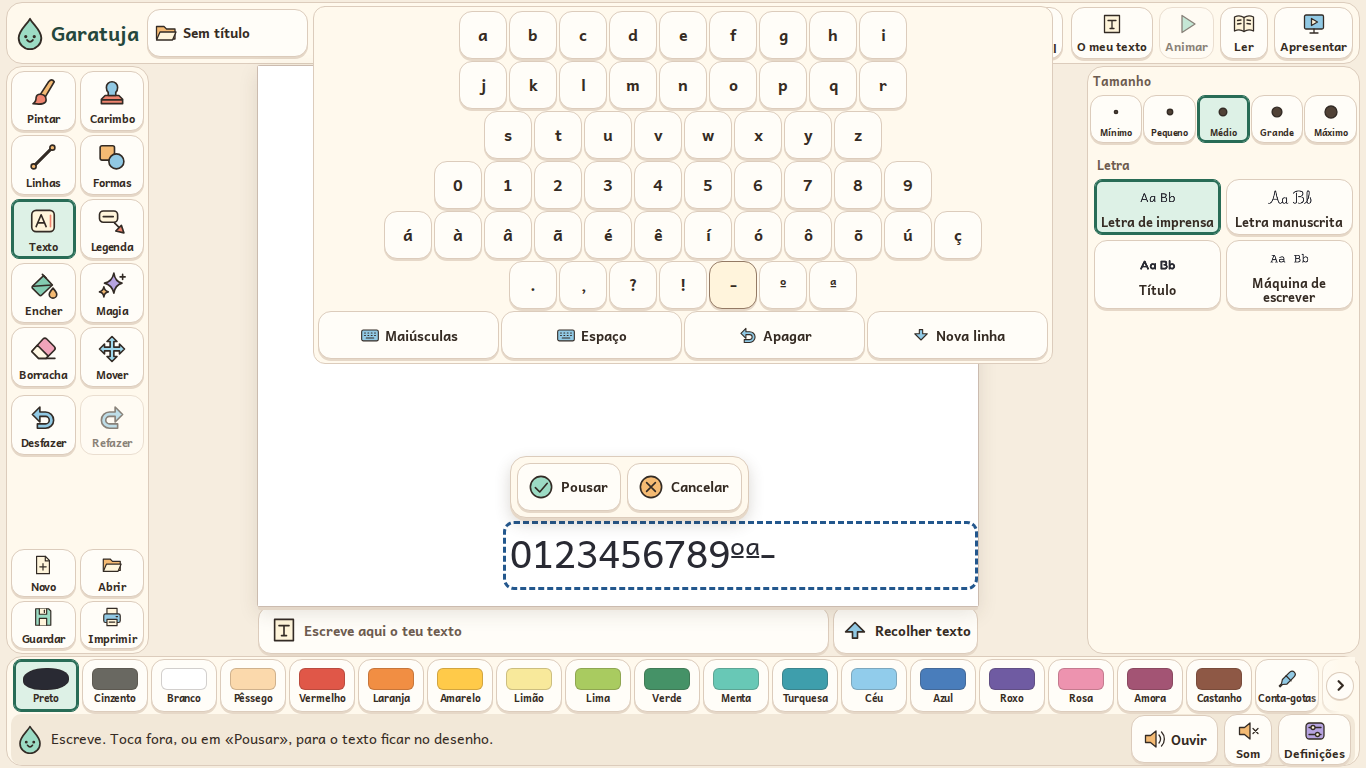 Garatuja
Sem título
O meu texto
Animar
Ler
Apresentar
a b c d e f g h i
j k l m n o p q r
s t u v w x y z
0 1 2 3 4 5 6 7 8 9
á à â ã é ê í ó ô õ ú ç
. , ? ! - º ª
Maiúsculas Espaço Apagar Nova linha
Pintar Carimbo
Linhas Formas
Texto Legenda
Encher Magia
Borracha Mover
Desfazer Refazer
Novo Abrir
Guardar Imprimir
Tamanho
Mínimo Pequeno Médio Grande Máximo
Letra
Aa Bb Aa Bb
Letra de imprensa Letra manuscrita
Aa Bb Aa Bb
Título Máquina de
escrever
Pousar Cancelar
0123456789ºª-
Escreve aqui o teu texto
Recolher texto
Preto Cinzento Branco Pêssego Vermelho Laranja Amarelo Limão Lima Verde Menta Turquesa Céu Azul Roxo Rosa Amora Castanho Conta-gotas
Escreve. Toca fora, ou em «Pousar», para o texto ficar no desenho.
Ouvir
Som
Definições